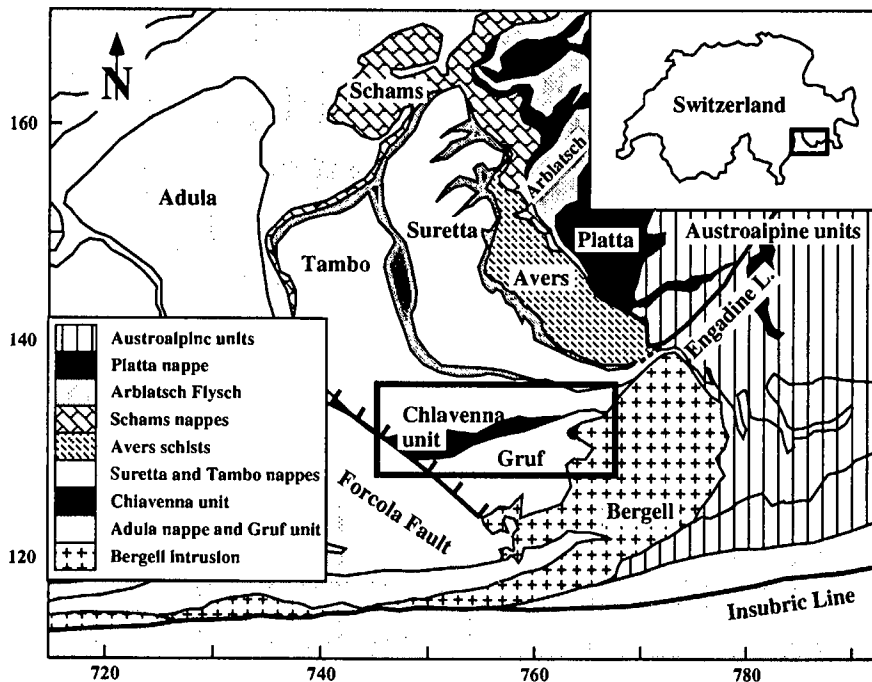 N
Schams
Switzerland
160
Arblatsch
Adula
Suretta
Platta
Austroalpine units
Tambo
Avers
Engadine L.
140
Austroalpinc units
Platta nappe
Arblatsch Flysch
Schams nappes
Avers schists
Suretta and Tambo nappes
Chiavenna unit
Adula nappe and Gruf unit
Bergell intrusion
Chlavenna
unit
Gruf
Forcola Fault
Bergell
120
Insubric Line
720
740
760
780